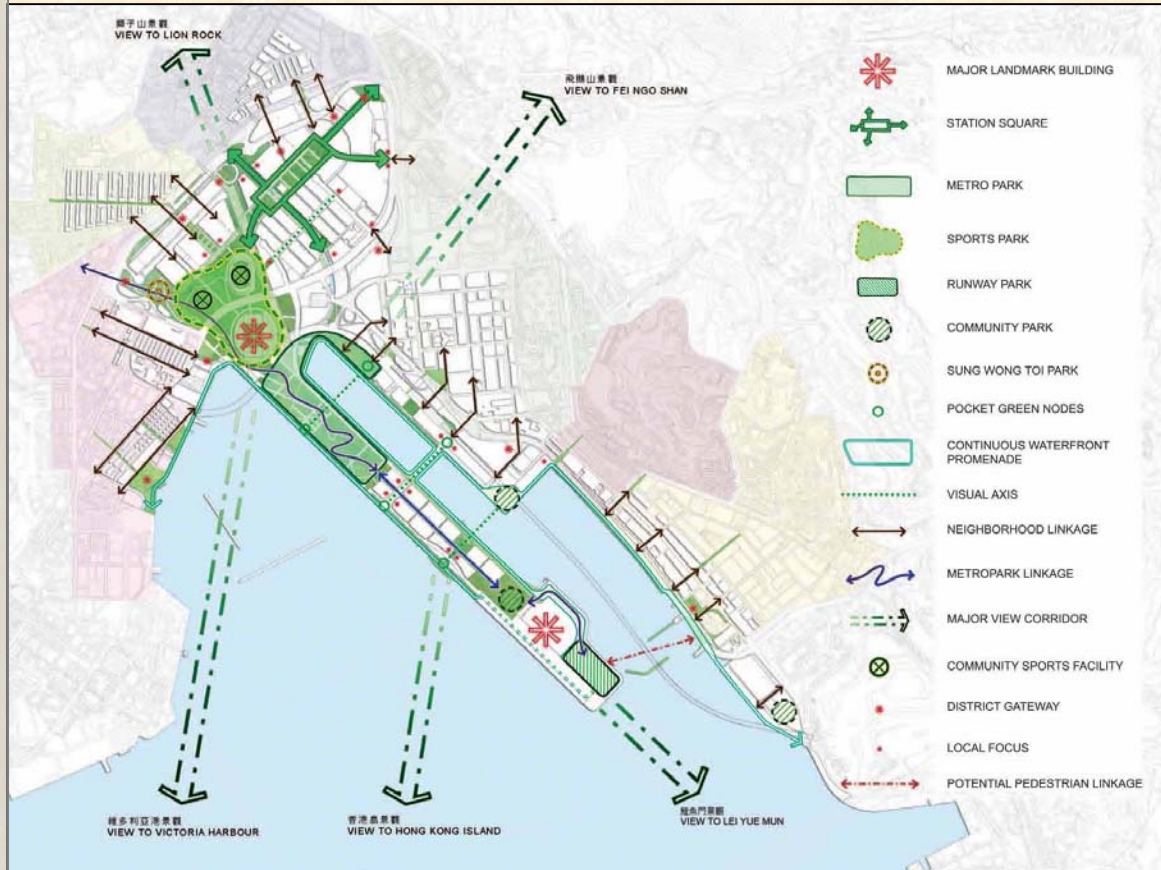 獅子山景觀
VIEW TO LION ROCK
飛鵝山景觀
VIEW TO FEI NGO SHAN
維多利亞港景觀
VIEW TO VICTORIA HARBOUR
香港島景觀
VIEW TO HONG KONG ISLAND
鯉魚門景觀
VIEW TO LEI YUE MUN
MAJOR LANDMARK BUILDING
STATION SQUARE
METRO PARK
SPORTS PARK
RUNWAY PARK
COMMUNITY PARK
SUNG WONG TOI PARK
POCKET GREEN NODES
CONTINUOUS WATERFRONT
PROMENADE
VISUAL AXIS
NEIGHBORHOOD LINKAGE
METROPARK LINKAGE
MAJOR VIEW CORRIDOR
COMMUNITY SPORTS FACILITY
DISTRICT GATEWAY
LOCAL FOCUS
POTENTIAL PEDESTRIAN LINKAGE